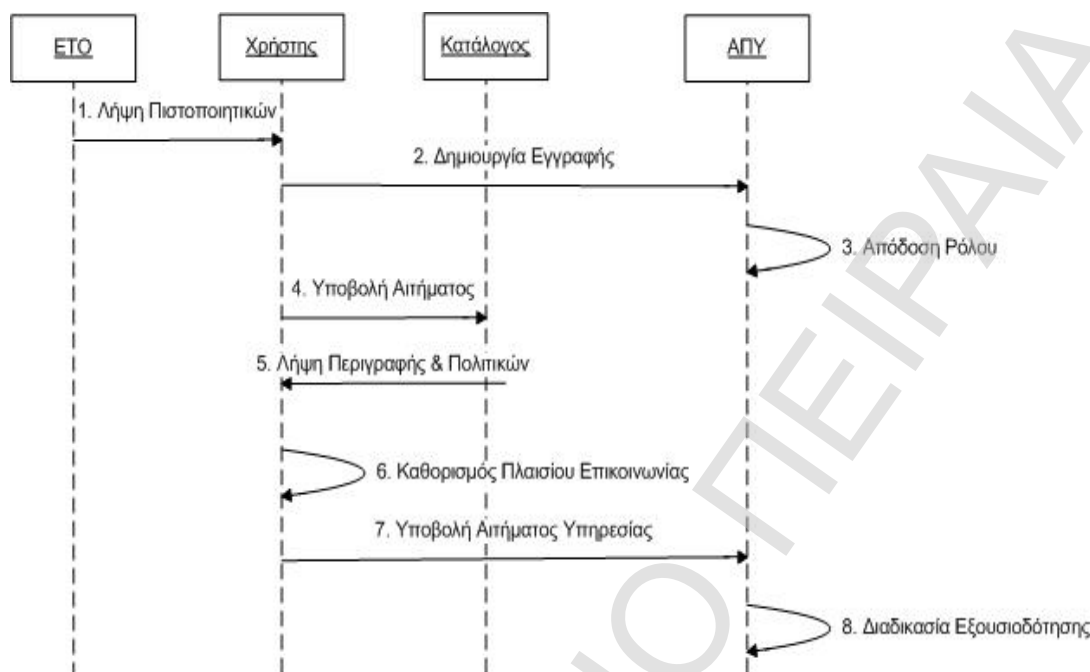 ΕΤΟ
Χρήστης
Κατάλογος
ΑΠΥ
1. Λήψη Πιστοποιητικών
2. Δημιουργία Εγγραφής
3. Απόδοση Ρόλου
4. Υποβολή Αιτήματος
5. Λήψη Περιγραφής & Πολιτικών
6. Καθορισμός Πλαισίου Επικοινωνίας
7. Υποβολή Αιτήματος Υπηρεσίας
8. Διαδικασία Εξουσιοδότησης
ΠΕΙΡΑΙΑ